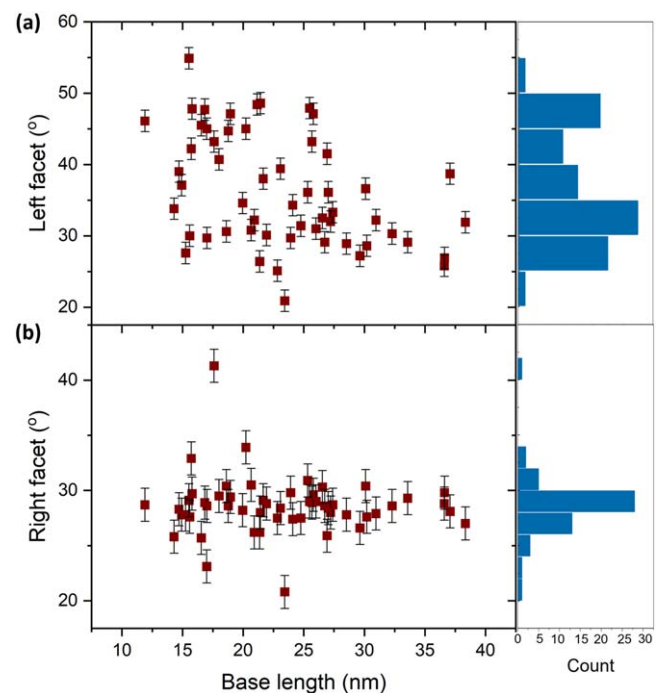 (a)
60
50
40
30
20
Left facet (°)
(b)
40
30
20
Right facet (°)
10 15 20 25 30 35 40
Base length (nm)
0 5 10 15 20 25 30
Count